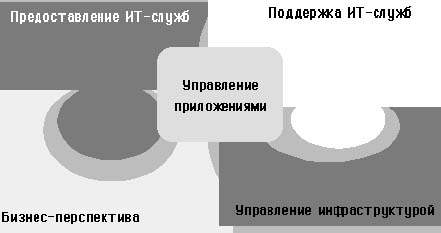 Предоставление ИТ-служб
Поддержка ИТ-служб
Управление
приложениями
Бизнес-перспектива
Управление инфраструктурой